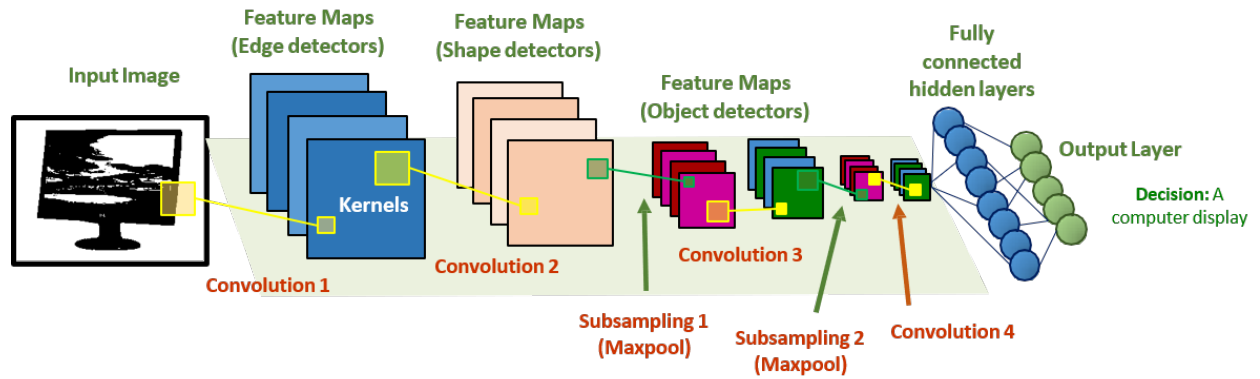 Input Image
Feature Maps
(Edge detectors)
Feature Maps
(Shape detectors)
Feature Maps
(Object detectors)
Fully
connected
hidden layers
Output Layer
Decision: A
computer display
Kernels
Convolution 1
Convolution 2
Convolution 3
Subsampling 1
(Maxpool)
Subsampling 2
(Maxpool)
Convolution 4